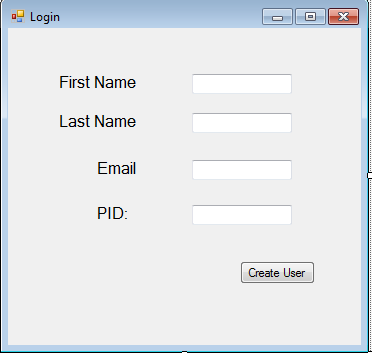 Login
First Name
Last Name
Email
PID:
Create User